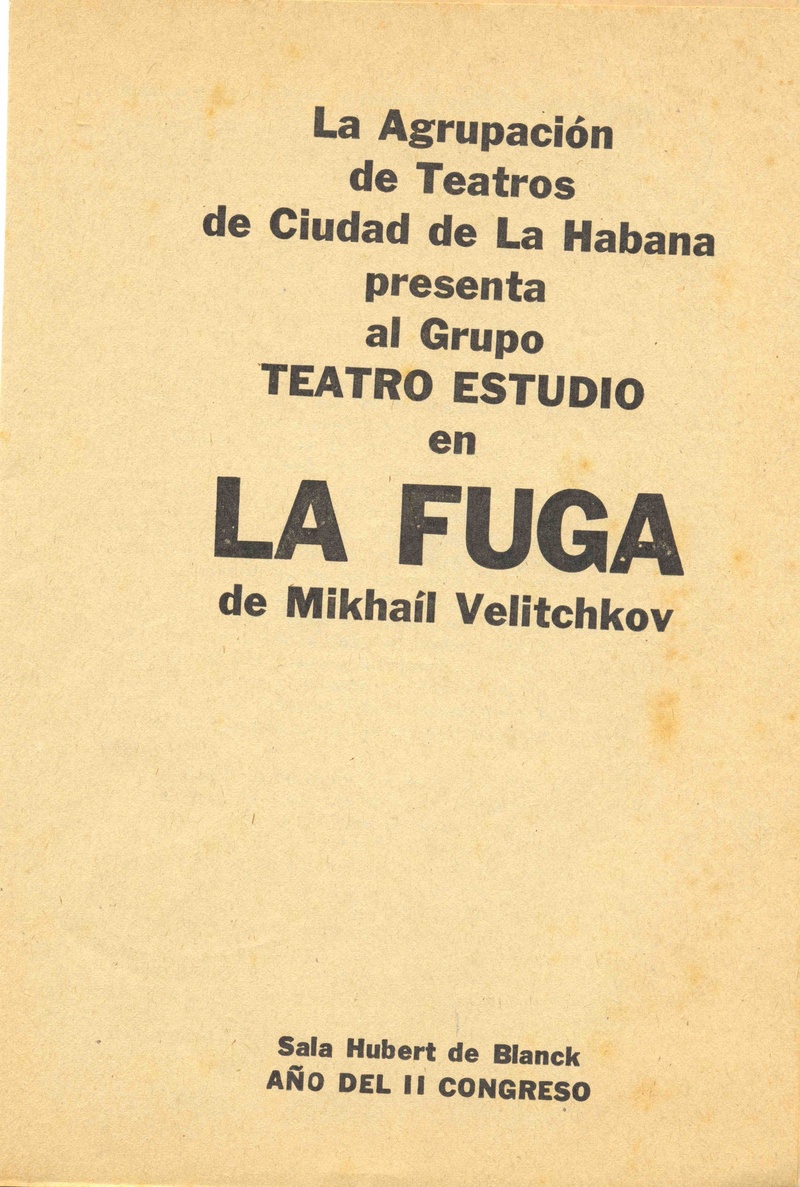 La Agrupación
de Teatros
de Ciudad de La Habana
presenta
al Grupo
TEATRO ESTUDIO
en
LA FUGA
de Mikhaíl Velitchkov
Sala Hubert de Blanck
AÑO DEL II CONGRESO